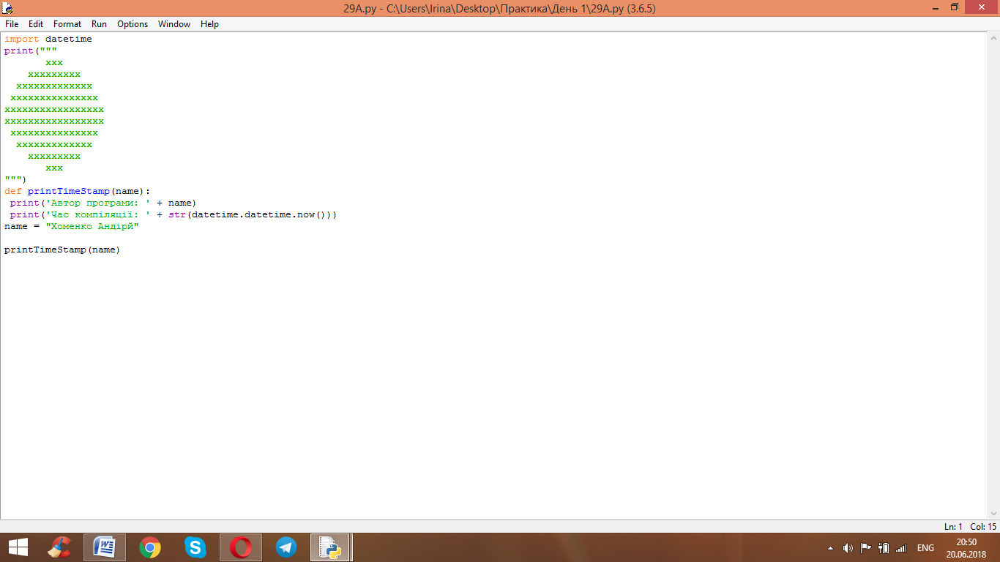 29A.py - C:\Users\Irina\Desktop\Практика\День 1\29A.py (3.6.5)
File Edit Format Run Options Window Help
import datetime
print("""
       xxx
    xxxxxxxxx
  xxxxxxxxxxxxx
 xxxxxxxxxxxxxxx
xxxxxxxxxxxxxxxxx
xxxxxxxxxxxxxxxxx
 xxxxxxxxxxxxxxx
  xxxxxxxxxxxxx
    xxxxxxxxx
       xxx
""")
def printTimeStamp(name):
 print('Автор програми: ' + name)
 print('Час компіляції: ' + str(datetime.datetime.now()))
name = "Хоменко Андірй"
printTimeStamp(name)
Ln: 1 Col: 15
ENG
20:50
20.06.2018